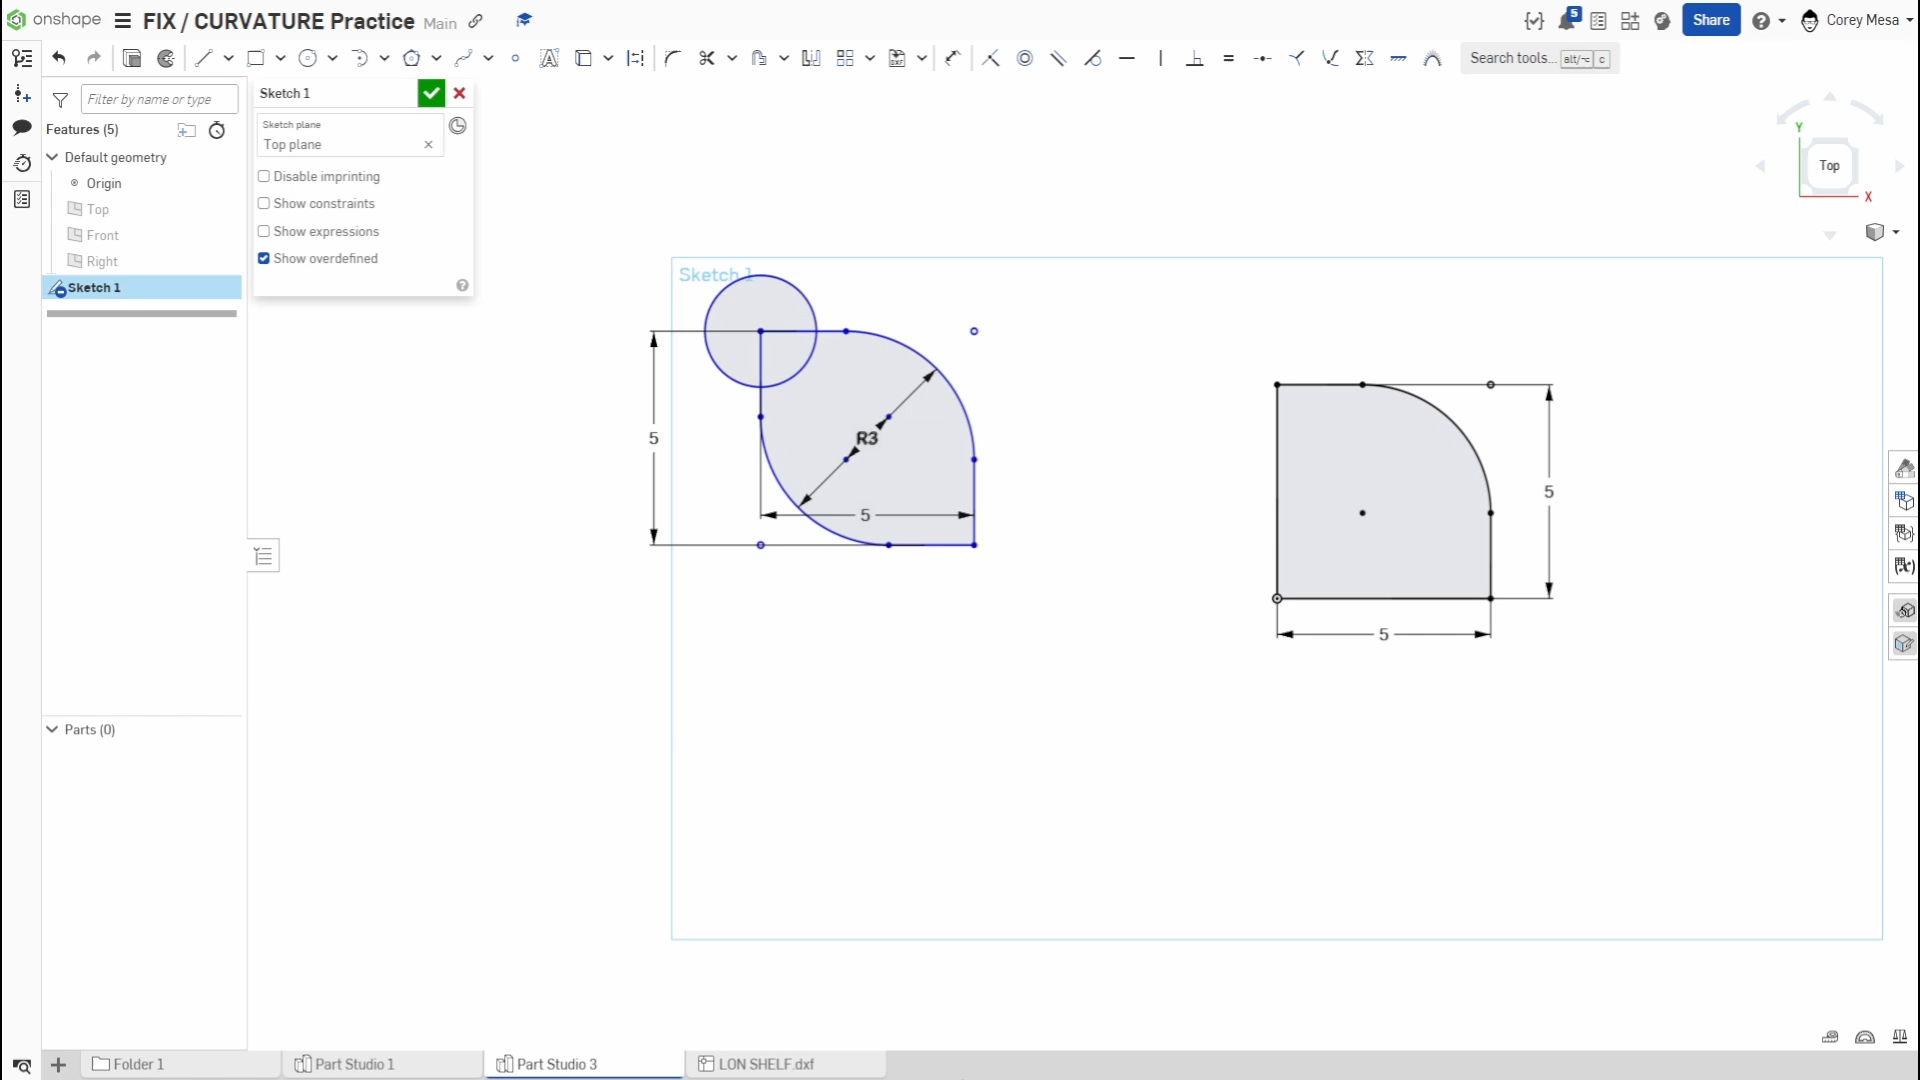 onshape FIX / CURVATURE Practice Main 5 Share Corey Mesa
Search tools... alt/⌥ c
Filter by name or type
Features (5)
Default geometry
Origin
Top
Front
Right
Sketch 1
Sketch 1
Sketch plane
Top plane
Disable imprinting
Show constraints
Show expressions
Show overdefined
Sketch 1
5
R3
5
5
5
Y
Top
X
Parts (0)
Folder 1 Part Studio 1 Part Studio 3 LON SHELF.dxf